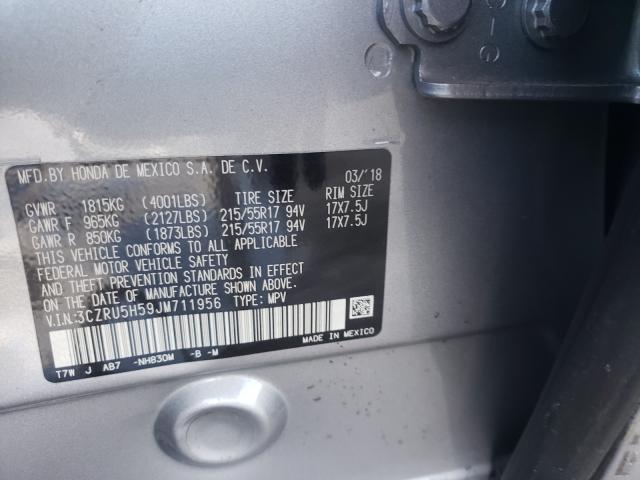 MFD.BY HONDA DE MEXICO S.A. DE C.V. 03/'18
TIRE SIZE RIM SIZE
GVWR 1815KG (4001LBS)
GAWR F 965KG (2127LBS) 215/55R17 94V 17X7.5J
GAWR R 850KG (1873LBS) 215/55R17 94V 17X7.5J
THIS VEHICLE CONFORMS TO ALL APPLICABLE
FEDERAL MOTOR VEHICLE SAFETY
AND THEFT PREVENTION STANDARDS IN EFFECT
ON THE DATE OF MANUFACTURE SHOWN ABOVE.
V.I.N:3CZRU5H59JM711956 TYPE: MPV
MADE IN MEXICO
T7W J AB7 -NH830M -B -M